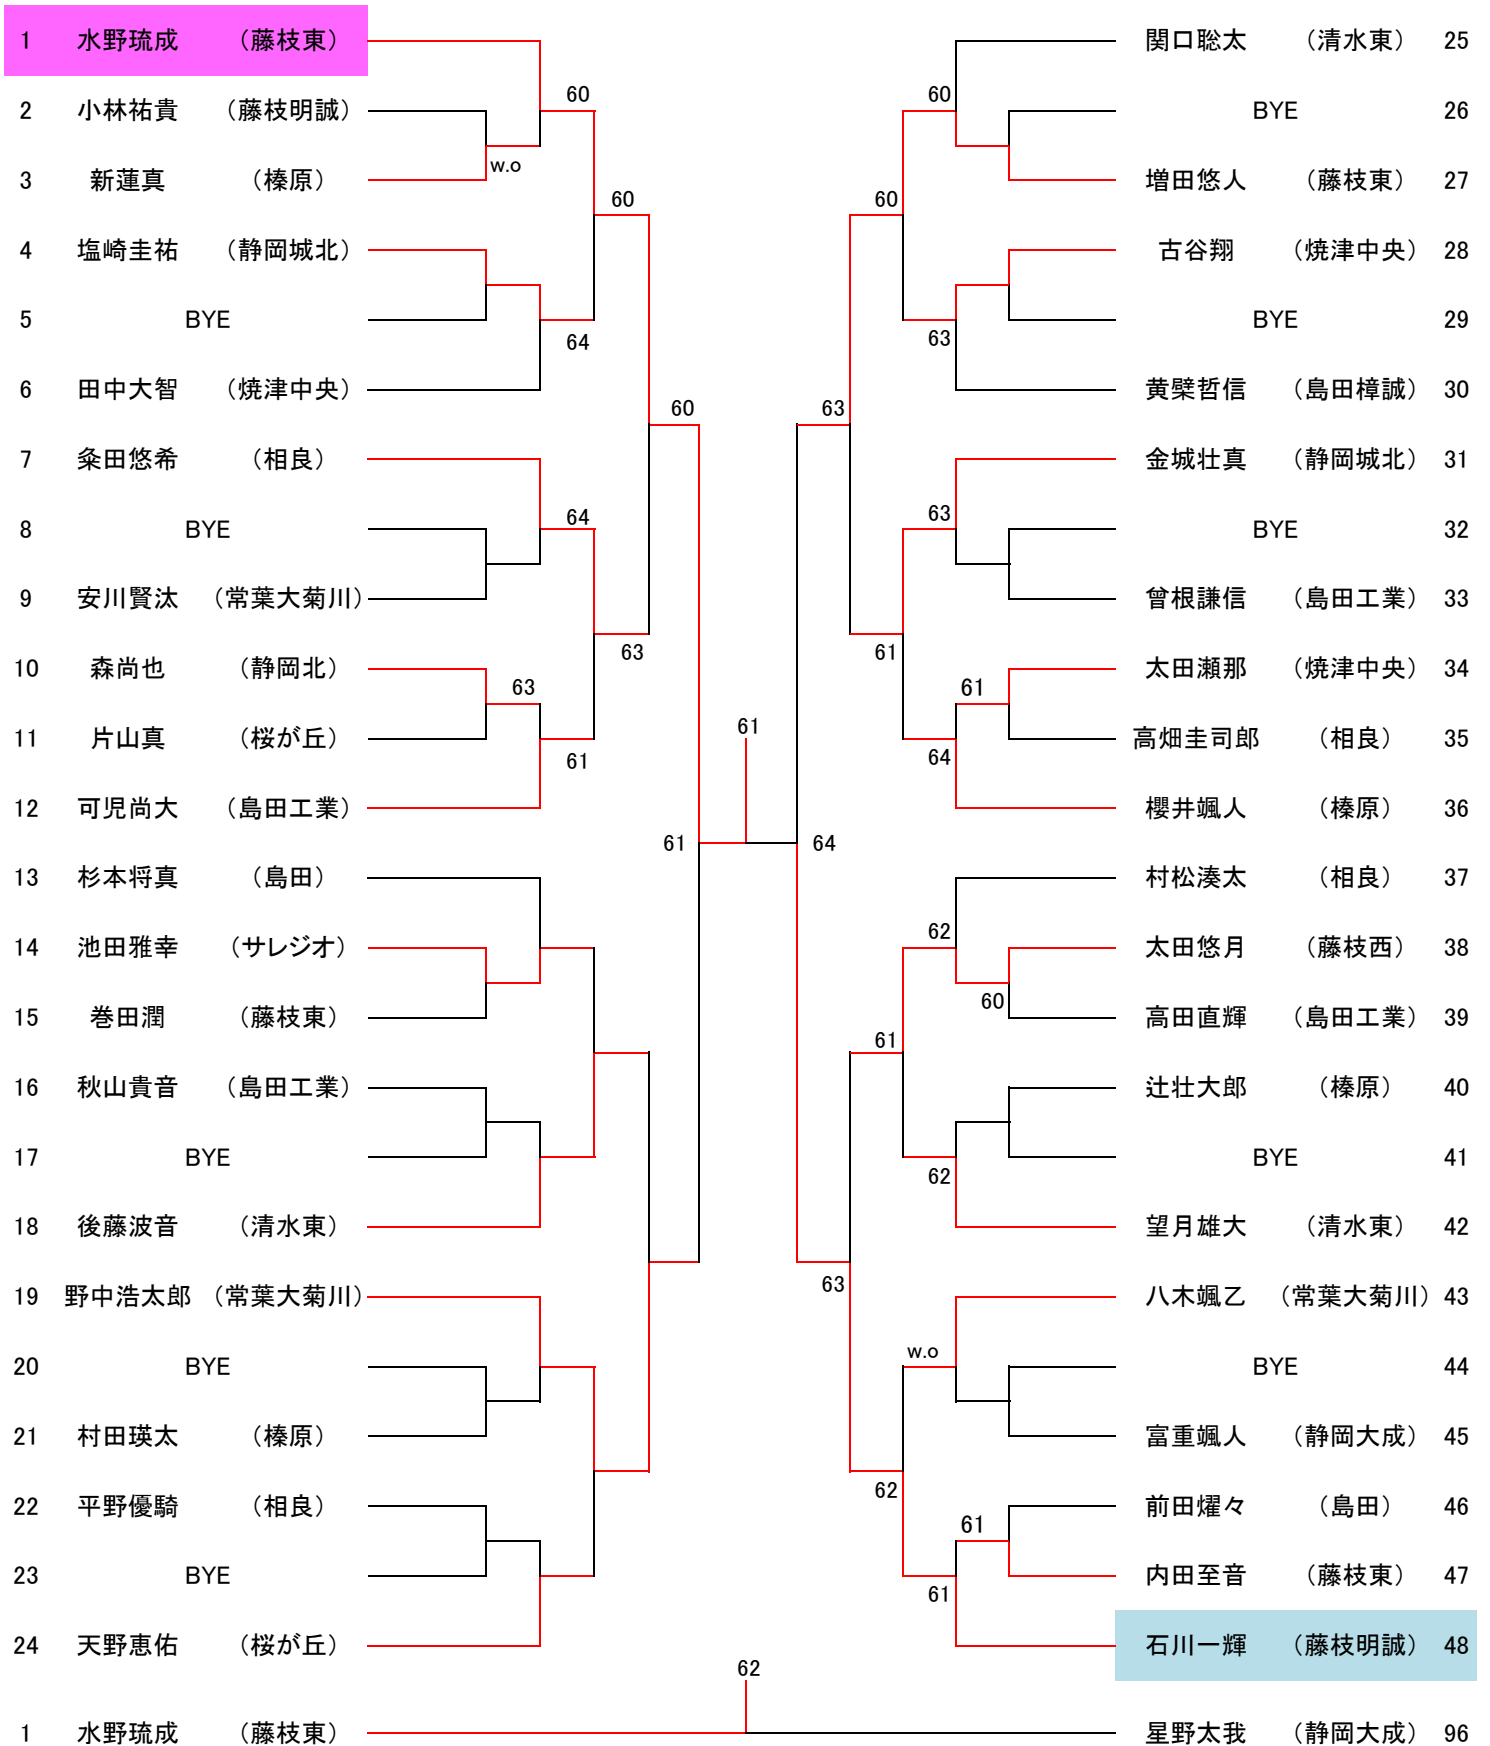 1 水野琉成 （藤枝東）
2 小林祐貴 （藤枝明誠）
3 新蓮真 （榛原）
4 塩崎圭祐 （静岡城北）
5 BYE
6 田中大智 （焼津中央）
7 粂田悠希 （相良）
8 BYE
9 安川賢汰 （常葉大菊川）
10 森尚也 （静岡北）
11 片山真 （桜が丘）
12 可児尚大 （島田工業）
13 杉本将真 （島田）
14 池田雅幸 （サレジオ）
15 巻田潤 （藤枝東）
16 秋山貴音 （島田工業）
17 BYE
18 後藤波音 （清水東）
19 野中浩太郎 （常葉大菊川）
20 BYE
21 村田瑛太 （榛原）
22 平野優騎 （相良）
23 BYE
24 天野恵佑 （桜が丘）
60
w.o
60
64
60
64
63
63
61
61
61
64
60
60
63
63
63
61
61
64
62
60
61
62
63
w.o
62
61
61
関口聡太 （清水東） 25
BYE 26
増田悠人 （藤枝東） 27
古谷翔 （焼津中央） 28
BYE 29
黄檗哲信 （島田樟誠） 30
金城壮真 （静岡城北） 31
BYE 32
曾根謙信 （島田工業） 33
太田瀬那 （焼津中央） 34
高畑圭司郎 （相良） 35
櫻井颯人 （榛原） 36
村松湊太 （相良） 37
太田悠月 （藤枝西） 38
高田直輝 （島田工業） 39
辻壮大郎 （榛原） 40
BYE 41
望月雄大 （清水東） 42
八木颯乙 （常葉大菊川） 43
BYE 44
富重颯人 （静岡大成） 45
前田燿々 （島田） 46
内田至音 （藤枝東） 47
石川一輝 （藤枝明誠） 48
62
1 水野琉成 （藤枝東） 星野太我 （静岡大成） 96